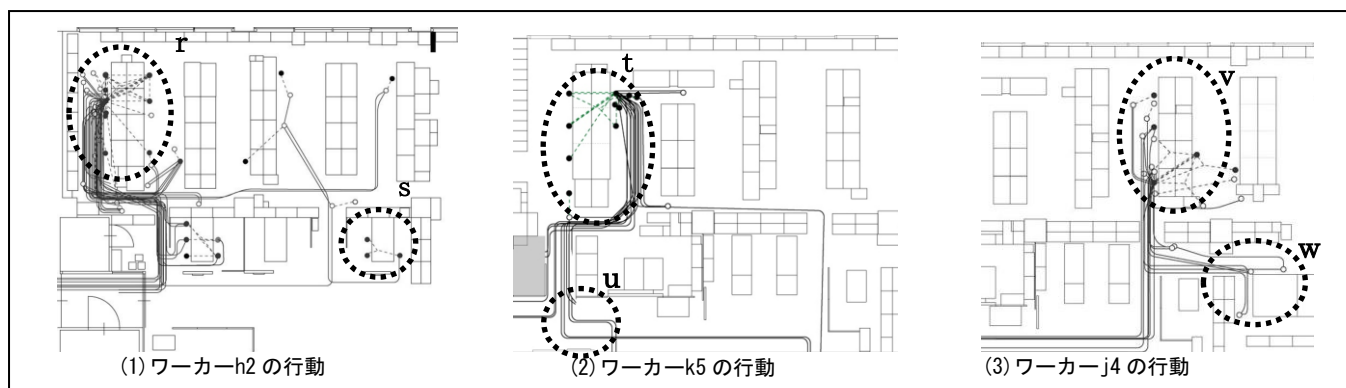 r
s
t
u
v
w
(1)ワーカーh2の行動
(2)ワーカーk5の行動
(3)ワーカーj4の行動